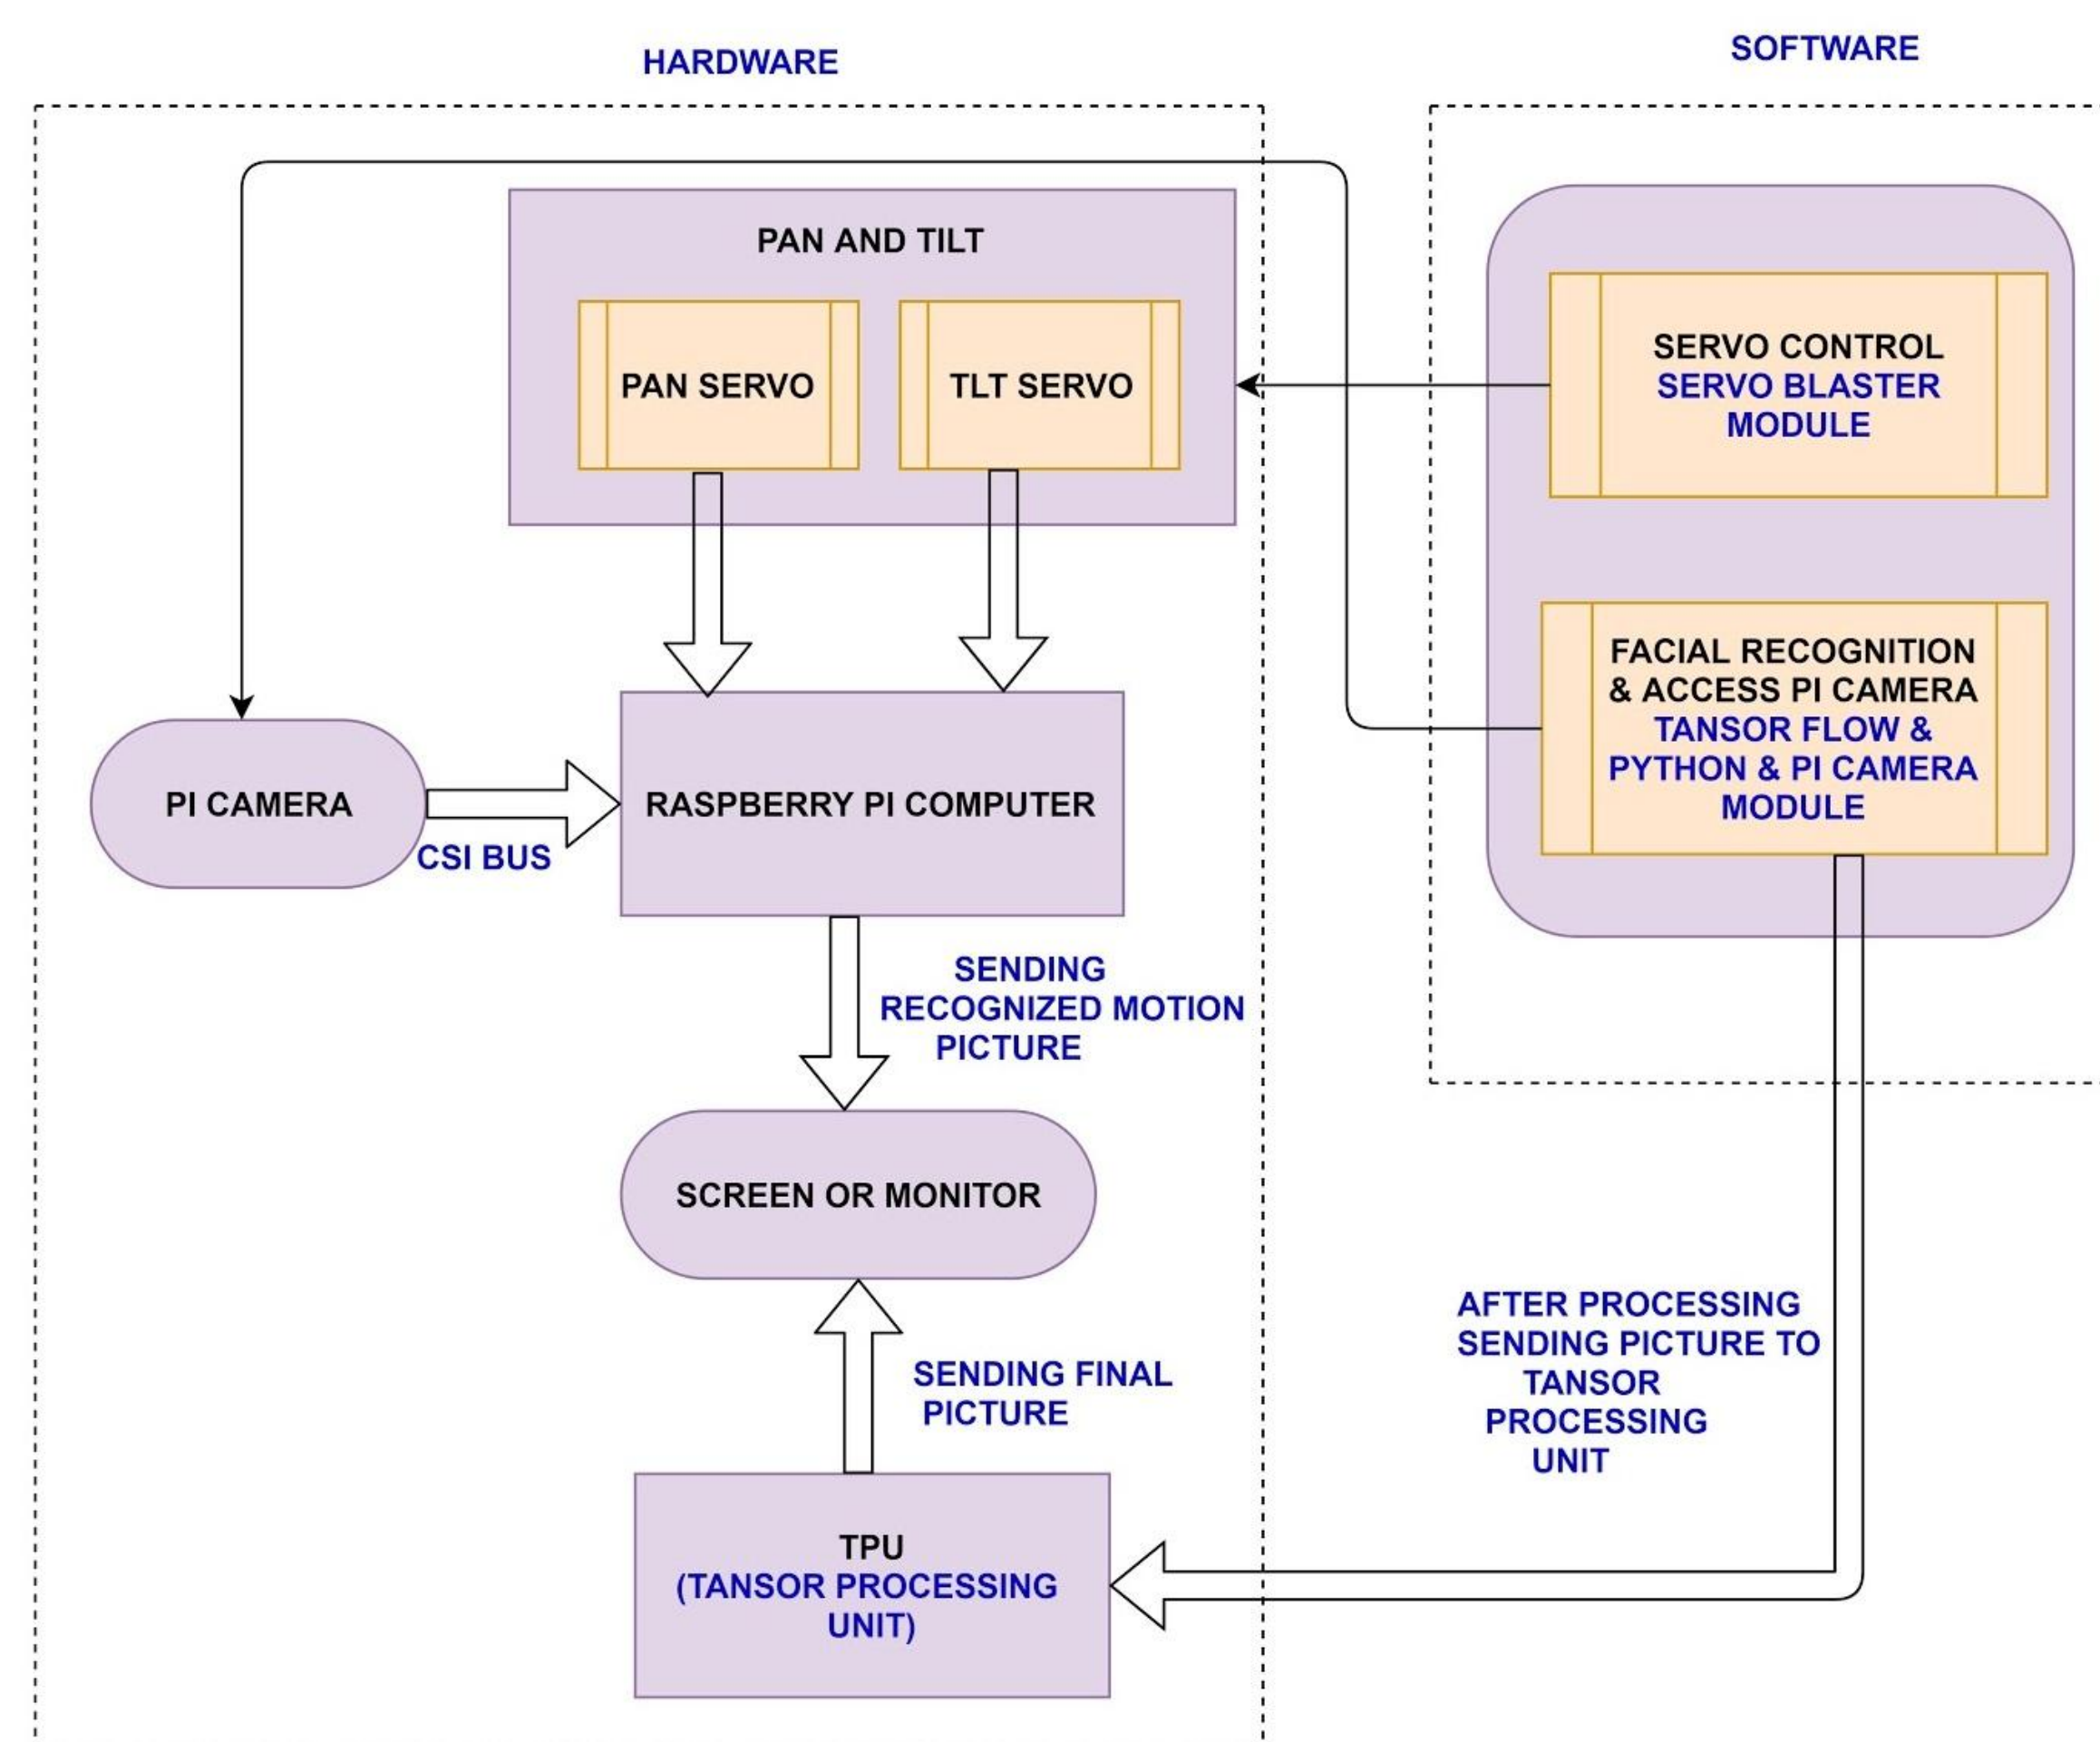 HARDWARE
SOFTWARE
PAN AND TILT
PAN SERVO
TLT SERVO
SERVO CONTROL
SERVO BLASTER
MODULE
FACIAL RECOGNITION
& ACCESS PI CAMERA
TANSOR FLOW &
PYTHON & PI CAMERA
MODULE
PI CAMERA
CSI BUS
RASPBERRY PI COMPUTER
SENDING
RECOGNIZED MOTION
PICTURE
SCREEN OR MONITOR
SENDING FINAL
PICTURE
AFTER PROCESSING
SENDING PICTURE TO
TANSOR
PROCESSING
UNIT
TPU
(TANSOR PROCESSING
UNIT)